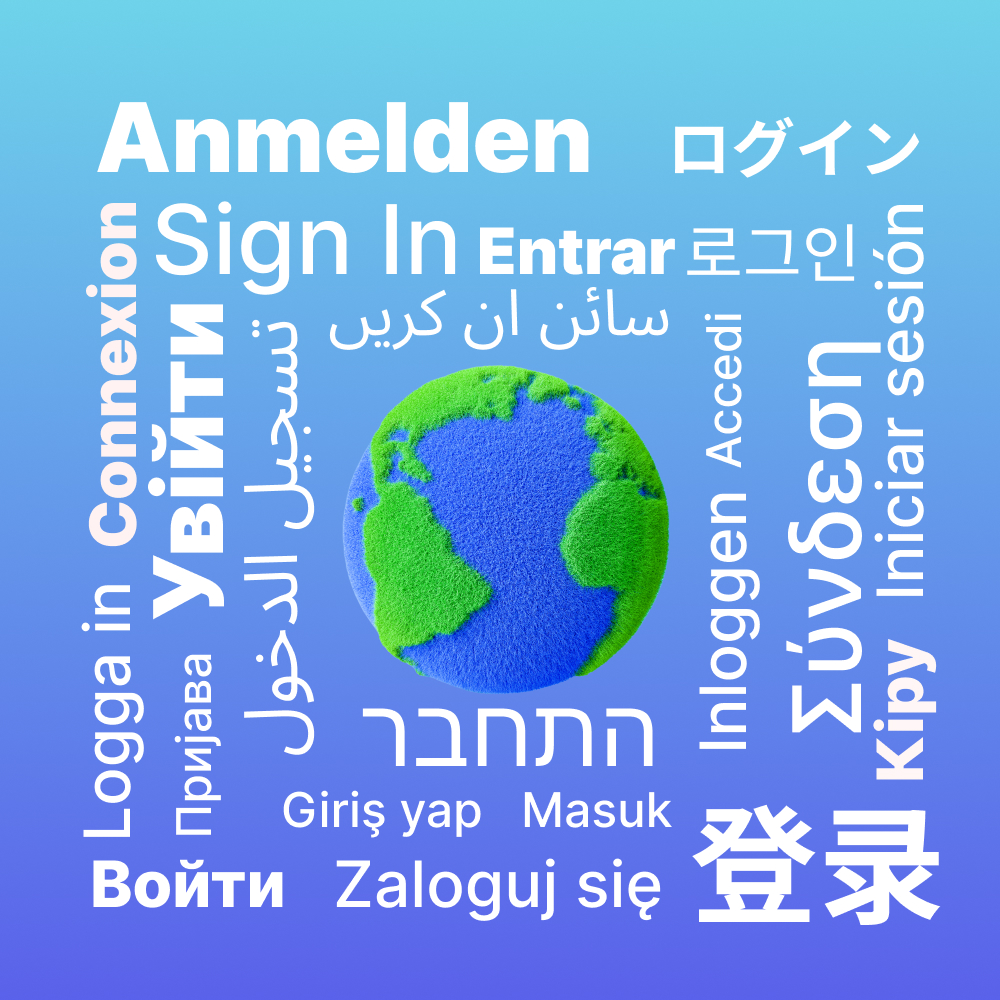 Anmelden
ログイン
Sign In
Entrar
로그인
سائن ان کریں
Connexion
Увійти
تسجيل الدخول
Accedi
Σύνδεση
Iniciar sesión
Logga in
Пријава
Inloggen
Кіру
התחבר
Giriş yap
Masuk
Войти
Zaloguj się
登录